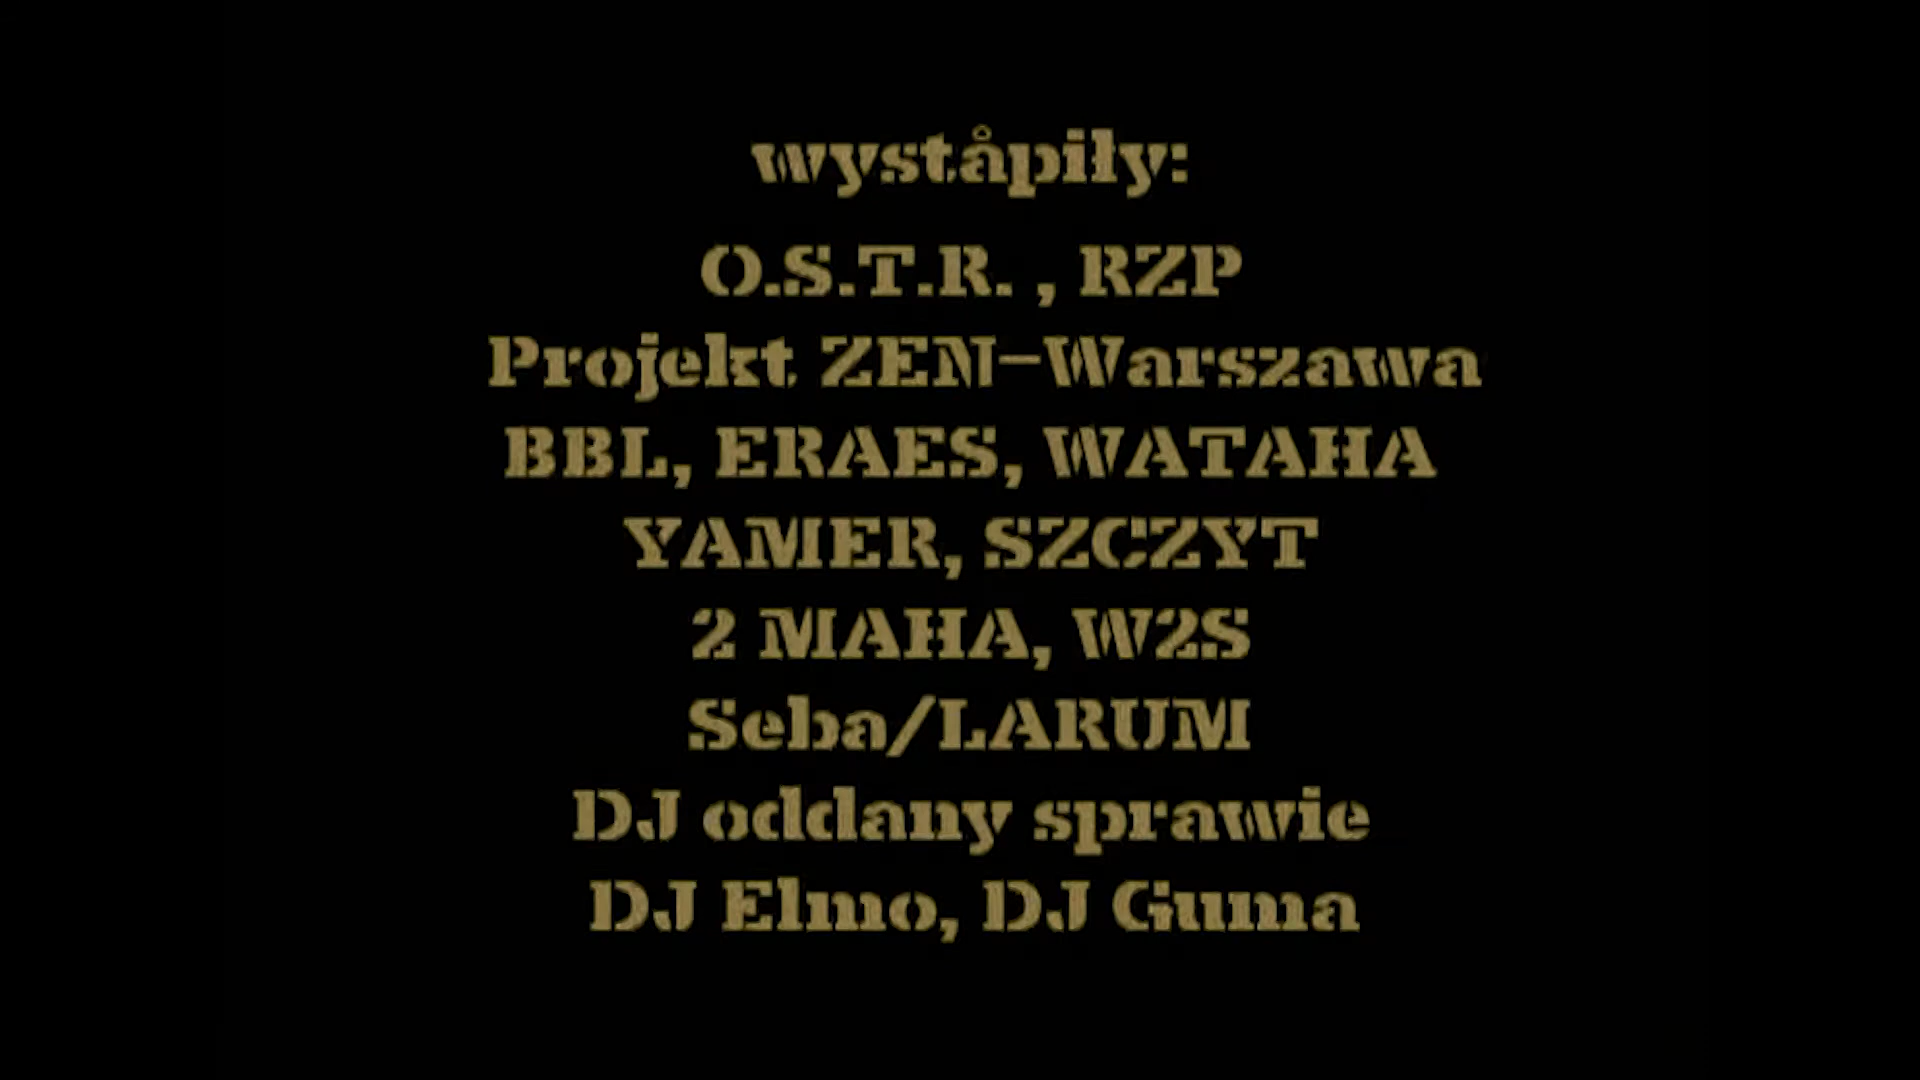 wyståpiły:
O.S.T.R. , RZP
Projekt ZEN-Warszawa
BBL, ERAES, WATAHA
YAMER, SZCZYT
2 MAHA, W2S
Seba/LARUM
DJ oddany sprawie
DJ Elmo, DJ Guma